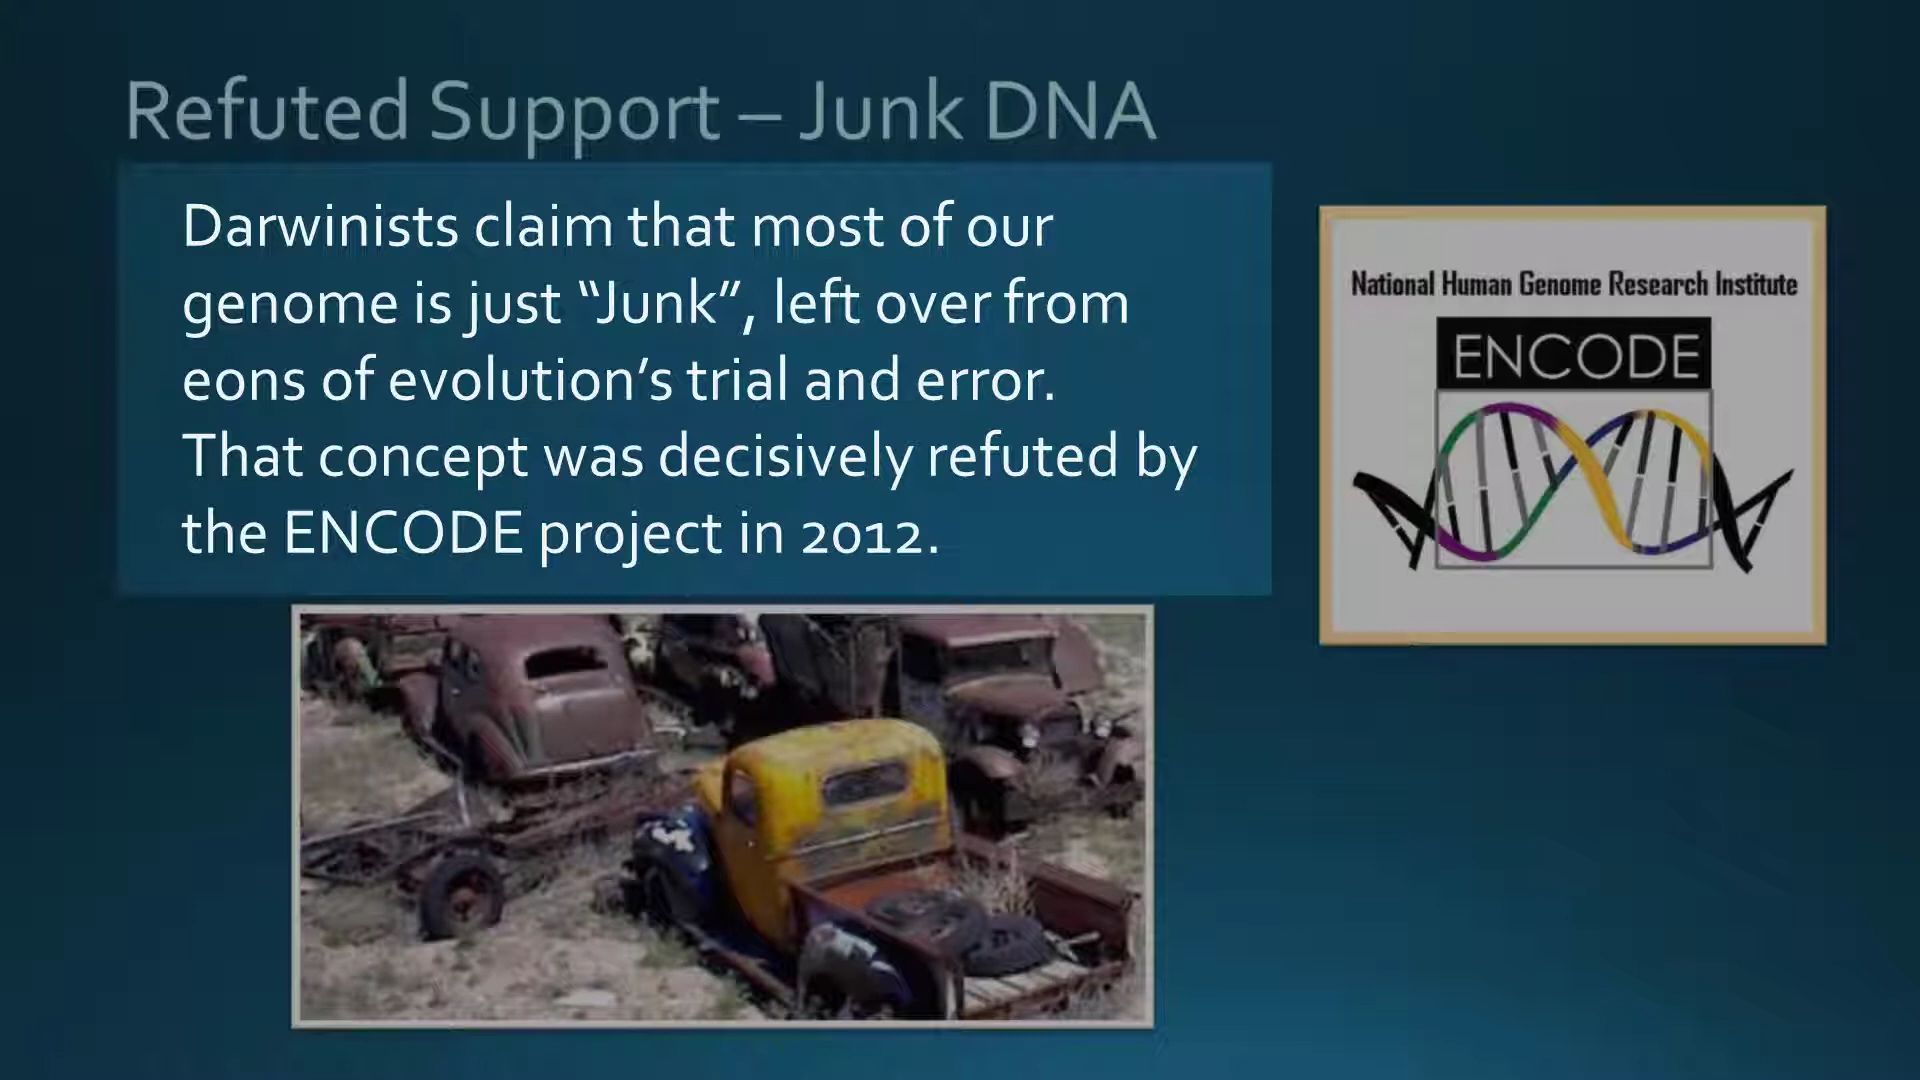 Refuted Support – Junk DNA
Darwinists claim that most of our
genome is just “Junk”, left over from
eons of evolution’s trial and error.
That concept was decisively refuted by
the ENCODE project in 2012.
National Human Genome Research Institute
ENCODE